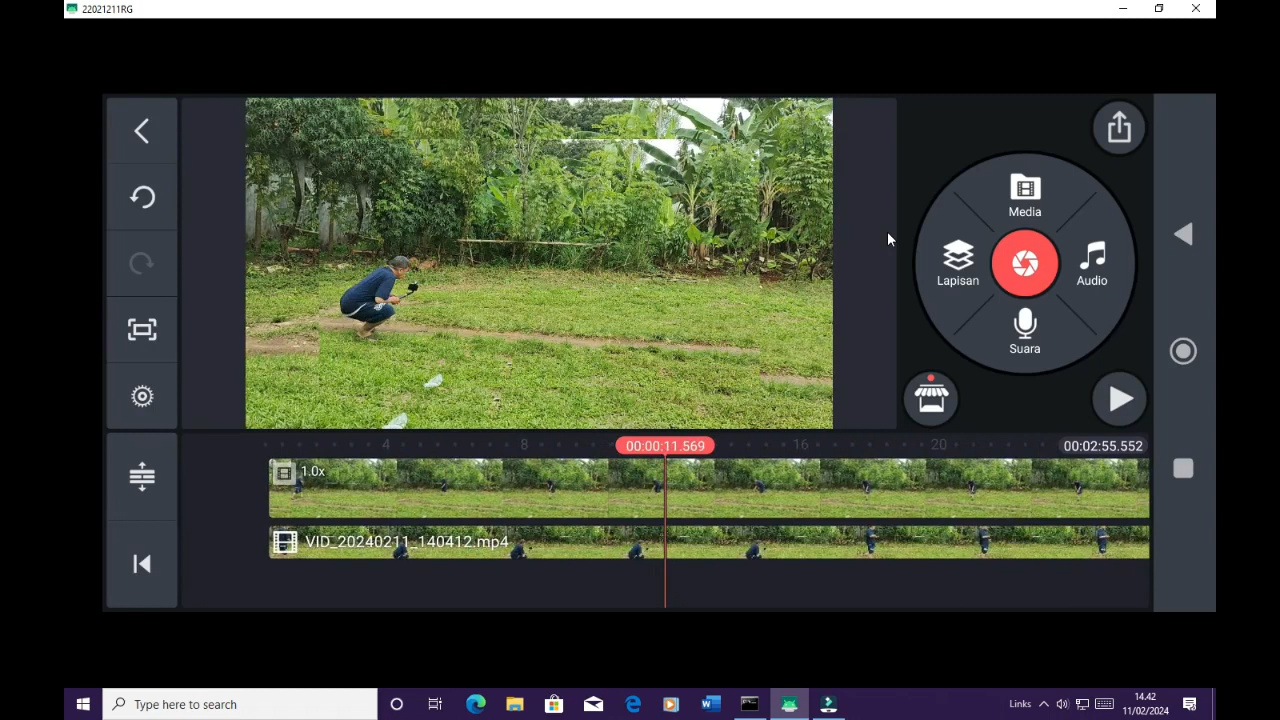 22021211RG
Media
Lapisan
Audio
Suara
4
8
00:00:11.569
16
20
00:02:55.552
1.0x
VID_20240211_140412.mp4
Type here to search
Links
14.42
11/02/2024